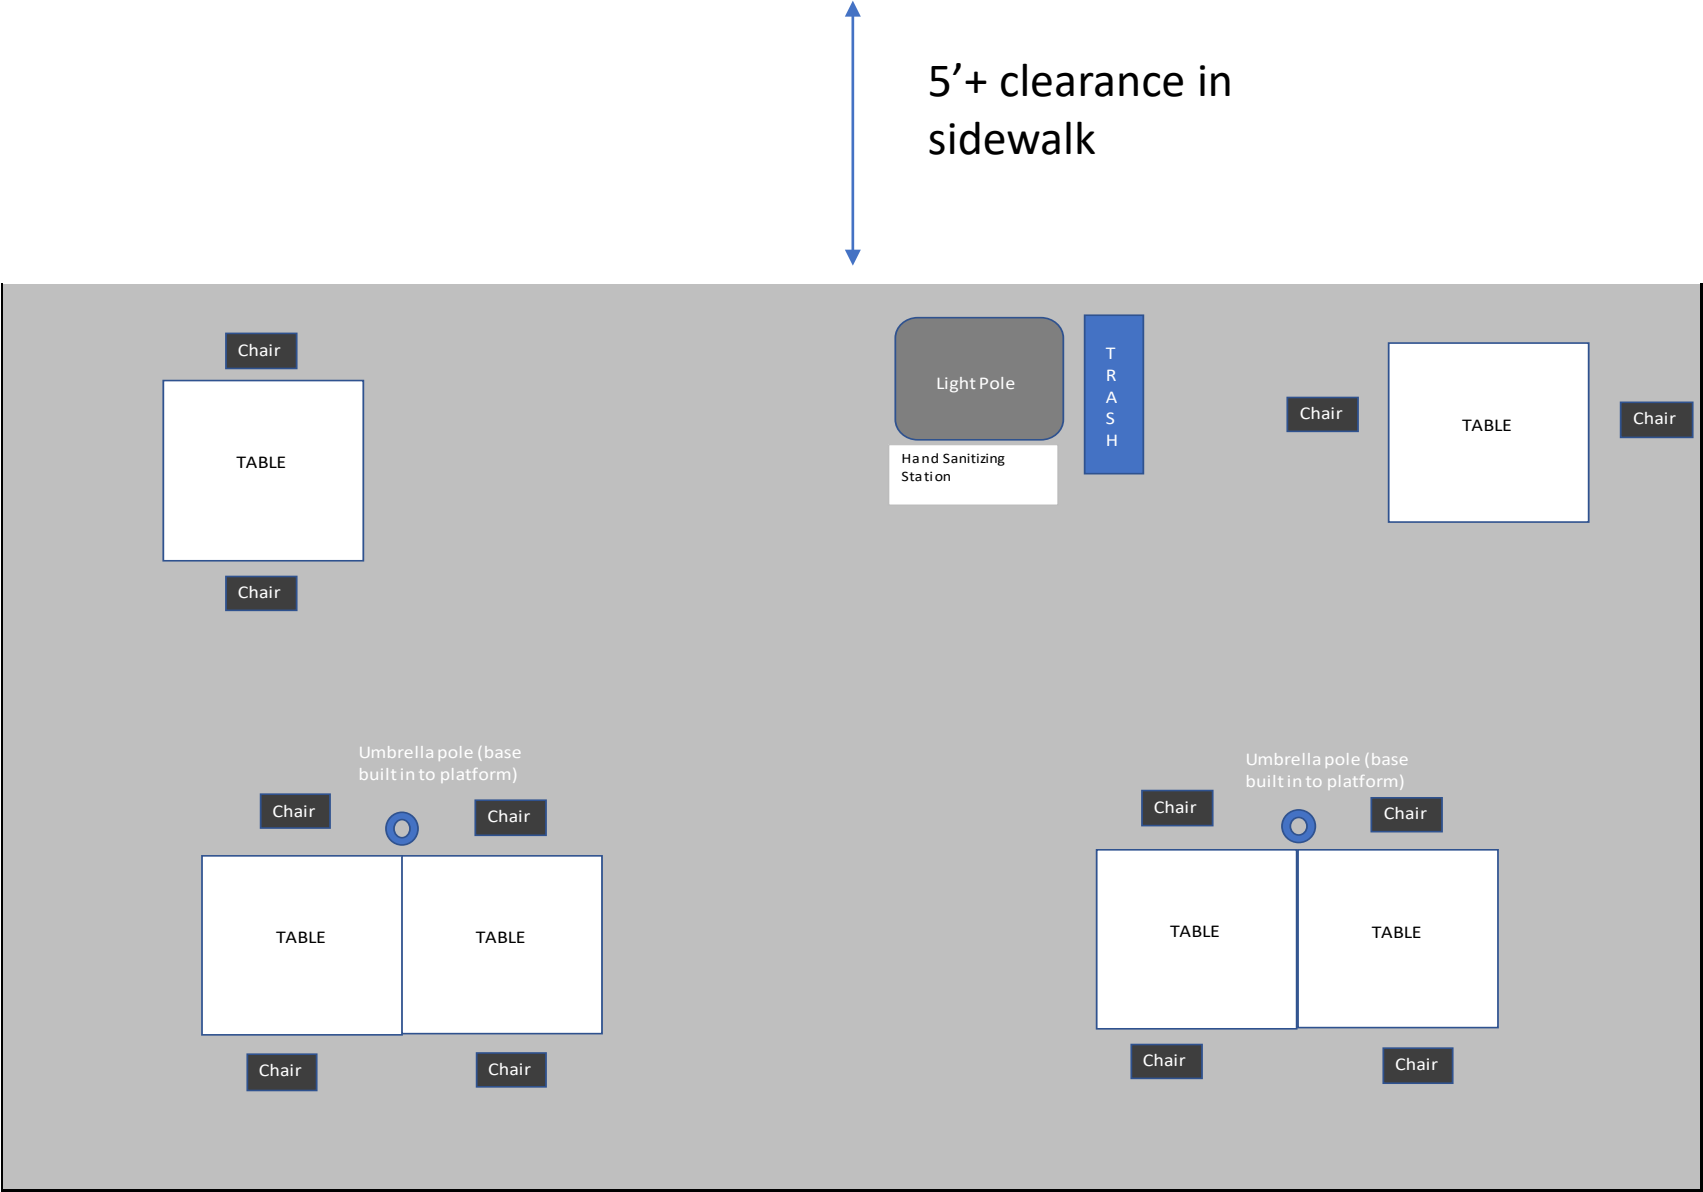 5’+ clearance in
sidewalk
Chair
TABLE
Chair
Light Pole
Hand Sanitizing
Station
T
R
A
S
H
Chair
TABLE
Chair
Umbrella pole (base
built in to platform)
Chair
Chair
TABLE
TABLE
Chair
Chair
Umbrella pole (base
built in to platform)
Chair
Chair
TABLE
TABLE
Chair
Chair